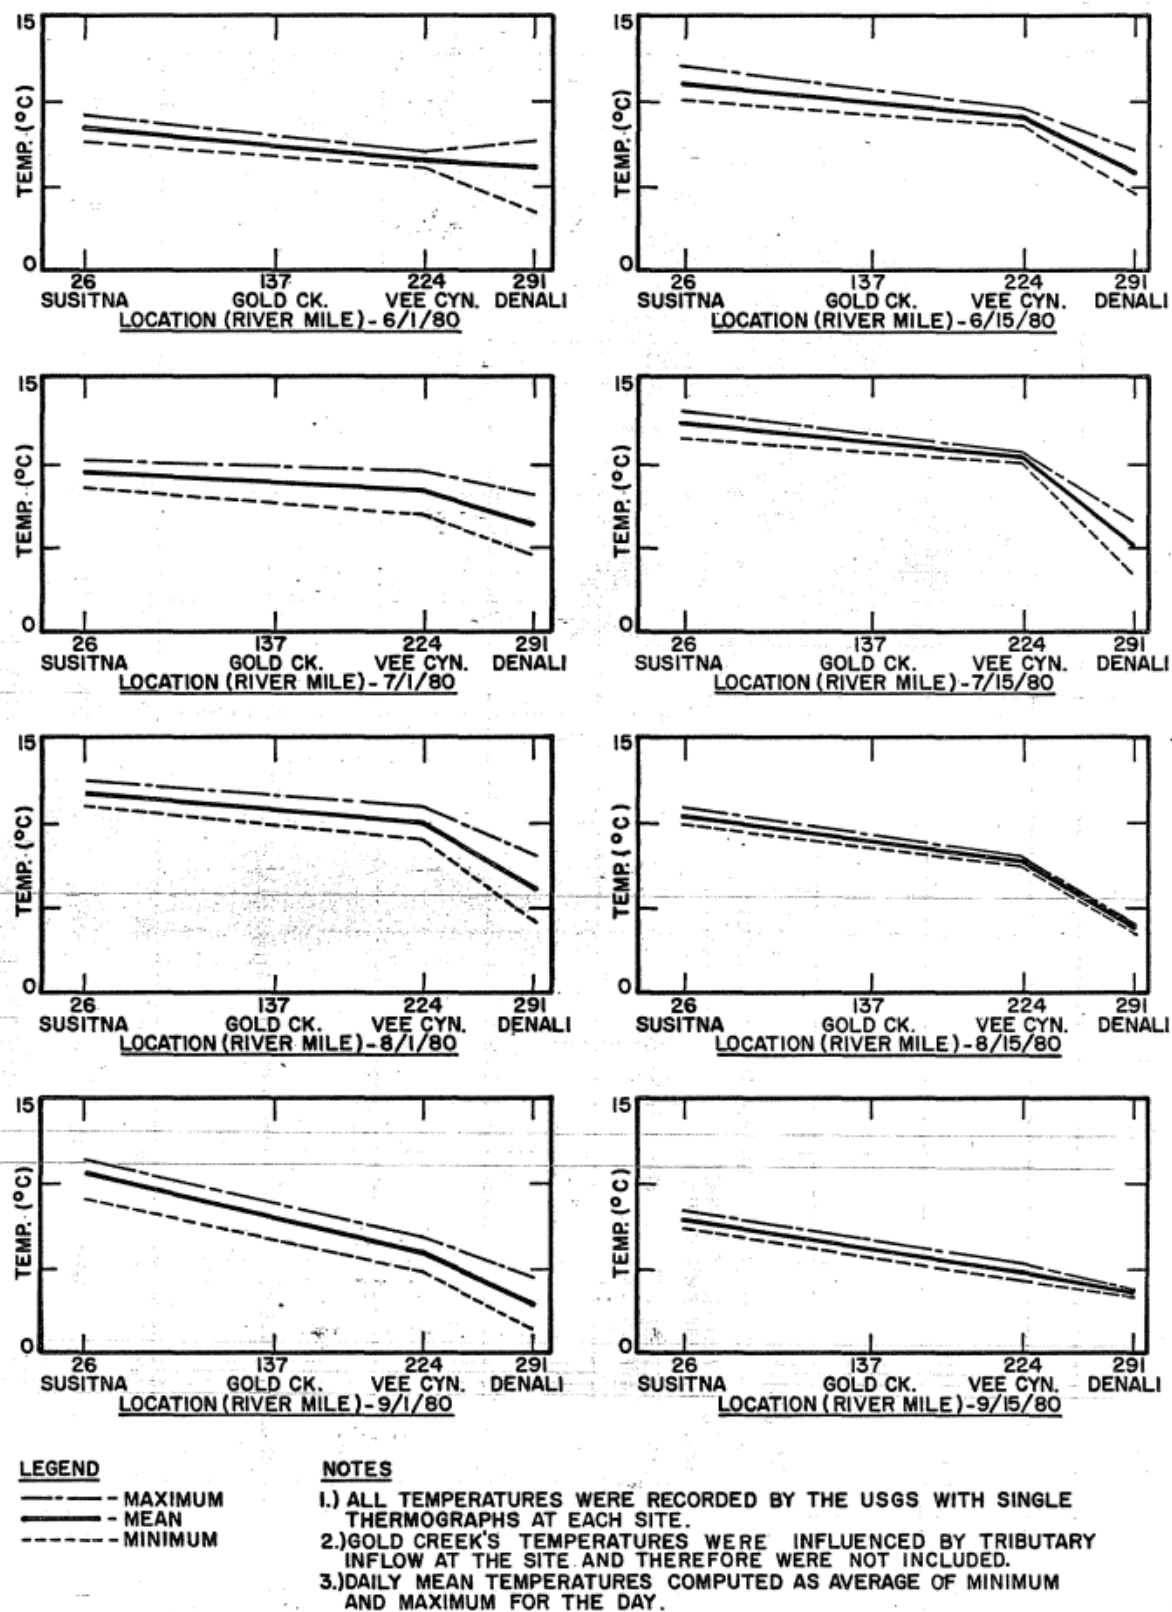 15
TEMP. (°C)
0
26 137 224 291
SUSITNA GOLD CK. VEE CYN. DENALI
LOCATION (RIVER MILE) - 6/1/80
15
TEMP. (°C)
0
26 137 224 291
SUSITNA GOLD CK. VEE CYN. DENALI
LOCATION (RIVER MILE) - 6/15/80
15
TEMP. (°C)
0
26 137 224 291
SUSITNA GOLD CK. VEE CYN. DENALI
LOCATION (RIVER MILE) - 7/1/80
15
TEMP. (°C)
0
26 137 224 291
SUSITNA GOLD CK. VEE CYN. DENALI
LOCATION (RIVER MILE) - 7/15/80
15
TEMP. (°C)
0
26 137 224 291
SUSITNA GOLD CK. VEE CYN. DENALI
LOCATION (RIVER MILE) - 8/1/80
15
TEMP. (°C)
0
26 137 224 291
SUSITNA GOLD CK. VEE CYN. DENALI
LOCATION (RIVER MILE) - 8/15/80
15
TEMP. (°C)
0
26 137 224 291
SUSITNA GOLD CK. VEE CYN. DENALI
LOCATION (RIVER MILE) - 9/1/80
15
TEMP. (°C)
0
26 137 224 291
SUSITNA GOLD CK. VEE CYN. DENALI
LOCATION (RIVER MILE) - 9/15/80
LEGEND
- MAXIMUM
- MEAN
- MINIMUM
NOTES
1.) ALL TEMPERATURES WERE RECORDED BY THE USGS WITH SINGLE
THERMOGRAPHS AT EACH SITE.
2.) GOLD CREEK'S TEMPERATURES WERE INFLUENCED BY TRIBUTARY
INFLOW AT THE SITE AND THEREFORE WERE NOT INCLUDED.
3.) DAILY MEAN TEMPERATURES COMPUTED AS AVERAGE OF MINIMUM
AND MAXIMUM FOR THE DAY.